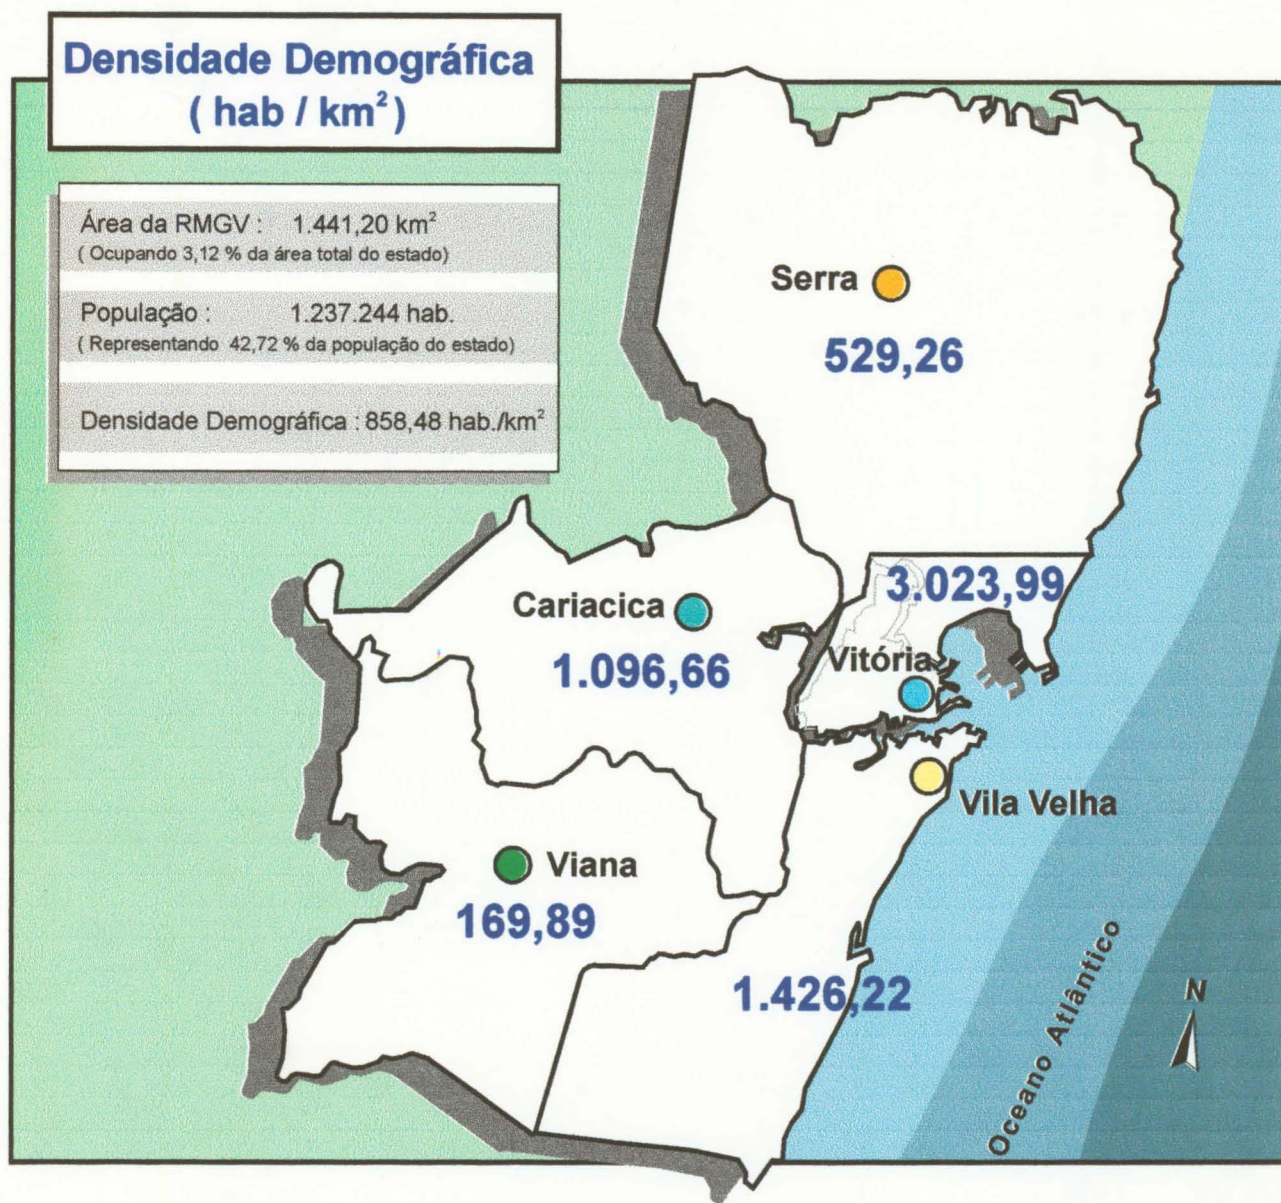 Densidade Demográfica
( hab / km² )
Área da RMGV : 1.441,20 km²
( Ocupando 3,12 % da área total do estado)
População : 1.237.244 hab.
( Representando 42,72 % da população do estado)
Densidade Demográfica : 858,48 hab./km²
Serra
529,26
3.023,99
Cariacica
1.096,66
Vitória
Vila Velha
Viana
169,89
1.426,22
N
Oceano Atlântico